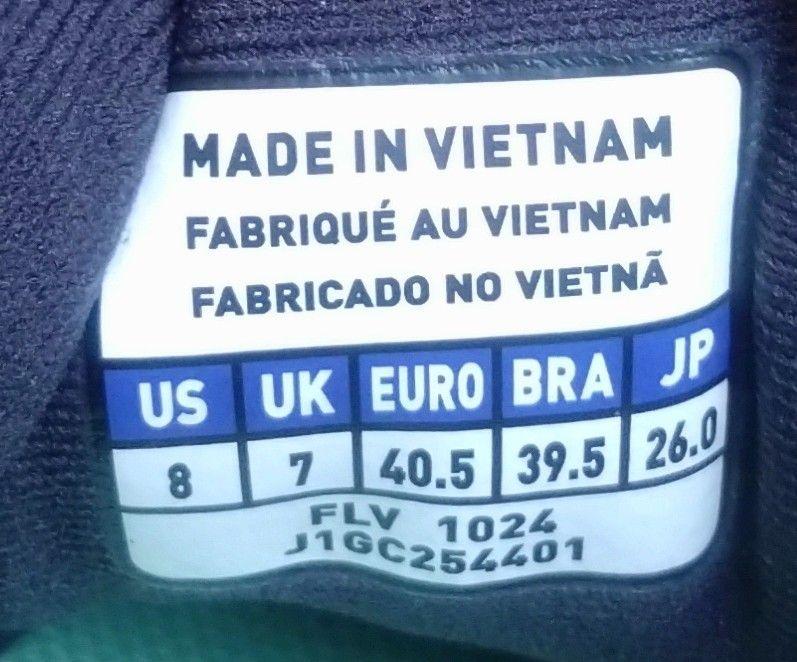 MADE IN VIETNAM
FABRIQUÉ AU VIETNAM
FABRICADO NO VIETNÃ
US UK EURO BRA JP
8 7 40.5 39.5 26.0
FLV 1024
J1GC254401